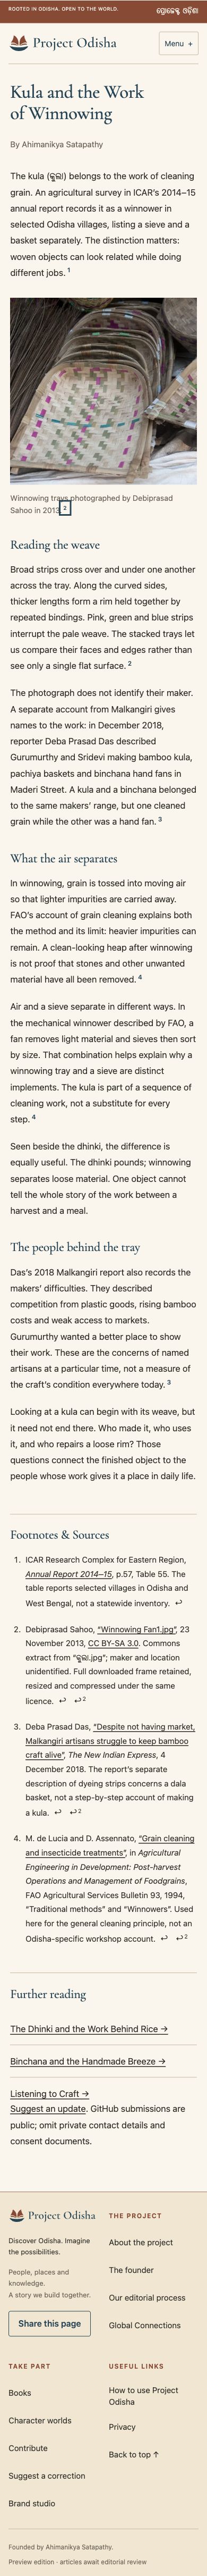 ROOTED IN ODISHA. OPEN TO THE WORLD.
ପ୍ରୋଜେକ୍ଟ ଓଡ଼ିଶା
Project Odisha
Menu +
Kula and the Work
of Winnowing
By Ahimanikya Satapathy
The kula (କୁଲା) belongs to the work of cleaning
grain. An agricultural survey in ICAR's 2014–15
annual report records it as a winnower in
selected Odisha villages, listing a sieve and a
basket separately. The distinction matters:
woven objects can look related while doing
different jobs. 1
Winnowing trays photographed by Debiprasad
Sahoo in 2013. 2
Reading the weave
Broad strips cross over and under one another
across the tray. Along the curved sides,
thicker lengths form a rim held together by
repeated bindings. Pink, green and blue strips
interrupt the pale weave. The stacked trays let
us compare their faces and edges rather than
see only a single flat surface. 2
The photograph does not identify their maker.
A separate account from Malkangiri gives
names to the work: in December 2018,
reporter Deba Prasad Das described
Gurumurthy and Sridevi making bamboo kula,
pachiya baskets and binchana hand fans in
Maderi Street. A kula and a binchana belonged
to the same makers' range, but one cleaned
grain while the other was a hand fan. 3
What the air separates
In winnowing, grain is tossed into moving air
so that lighter impurities are carried away.
FAO's account of grain cleaning explains both
the method and its limit: heavier impurities can
remain. A clean-looking heap after winnowing
is not proof that stones and other unwanted
material have all been removed. 4
Air and a sieve separate in different ways. In
the mechanical winnower described by FAO, a
fan removes light material and sieves then sort
by size. That combination helps explain why a
winnowing tray and a sieve are distinct
implements. The kula is part of a sequence of
cleaning work, not a substitute for every
step. 4
Seen beside the dhinki, the difference is
equally useful. The dhinki pounds; winnowing
separates loose material. One object cannot
tell the whole story of the work between a
harvest and a meal.
The people behind the tray
Das's 2018 Malkangiri report also records the
makers' difficulties. They described
competition from plastic goods, rising bamboo
costs and weak access to markets.
Gurumurthy wanted a better place to show
their work. These are the concerns of named
artisans at a particular time, not a measure of
the craft's condition everywhere today. 3
Looking at a kula can begin with its weave, but
it need not end there. Who made it, who uses
it, and who repairs a loose rim? Those
questions connect the finished object to the
people whose work gives it a place in daily life.
Footnotes & Sources
1. ICAR Research Complex for Eastern Region,
Annual Report 2014–15, p.57, Table 55. The
table reports selected villages in Odisha and
West Bengal, not a statewide inventory. ↩
2. Debiprasad Sahoo, “Winnowing Fan1.jpg”, 23
November 2013, CC BY-SA 3.0. Commons
extract from “କୁଲା.jpg”; maker and location
unidentified. Full downloaded frame retained,
resized and compressed under the same
licence. ↩ ↩2
3. Deba Prasad Das, “Despite not having market,
Malkangiri artisans struggle to keep bamboo
craft alive”, The New Indian Express, 4
December 2018. The report's separate
description of dyeing strips concerns a dala
basket, not a step-by-step account of making
a kula. ↩ ↩2
4. M. de Lucia and D. Assennato, “Grain cleaning
and insecticide treatments”, in Agricultural
Engineering in Development: Post-harvest
Operations and Management of Foodgrains,
FAO Agricultural Services Bulletin 93, 1994,
“Traditional methods” and “Winnowers”. Used
here for the general cleaning principle, not an
Odisha-specific workshop account. ↩ ↩2
Further reading
The Dhinki and the Work Behind Rice →
Binchana and the Handmade Breeze →
Listening to Craft →
Suggest an update. GitHub submissions are
public; omit private contact details and
consent documents.
Project Odisha
Discover Odisha. Imagine
the possibilities.
People, places and
knowledge.
A story we build together.
Share this page
THE PROJECT
About the project
The founder
Our editorial process
Global Connections
TAKE PART
Books
Character worlds
Contribute
Suggest a correction
Brand studio
USEFUL LINKS
How to use Project
Odisha
Privacy
Back to top ↑
Founded by Ahimanikya Satapathy.
Preview edition · articles await editorial review